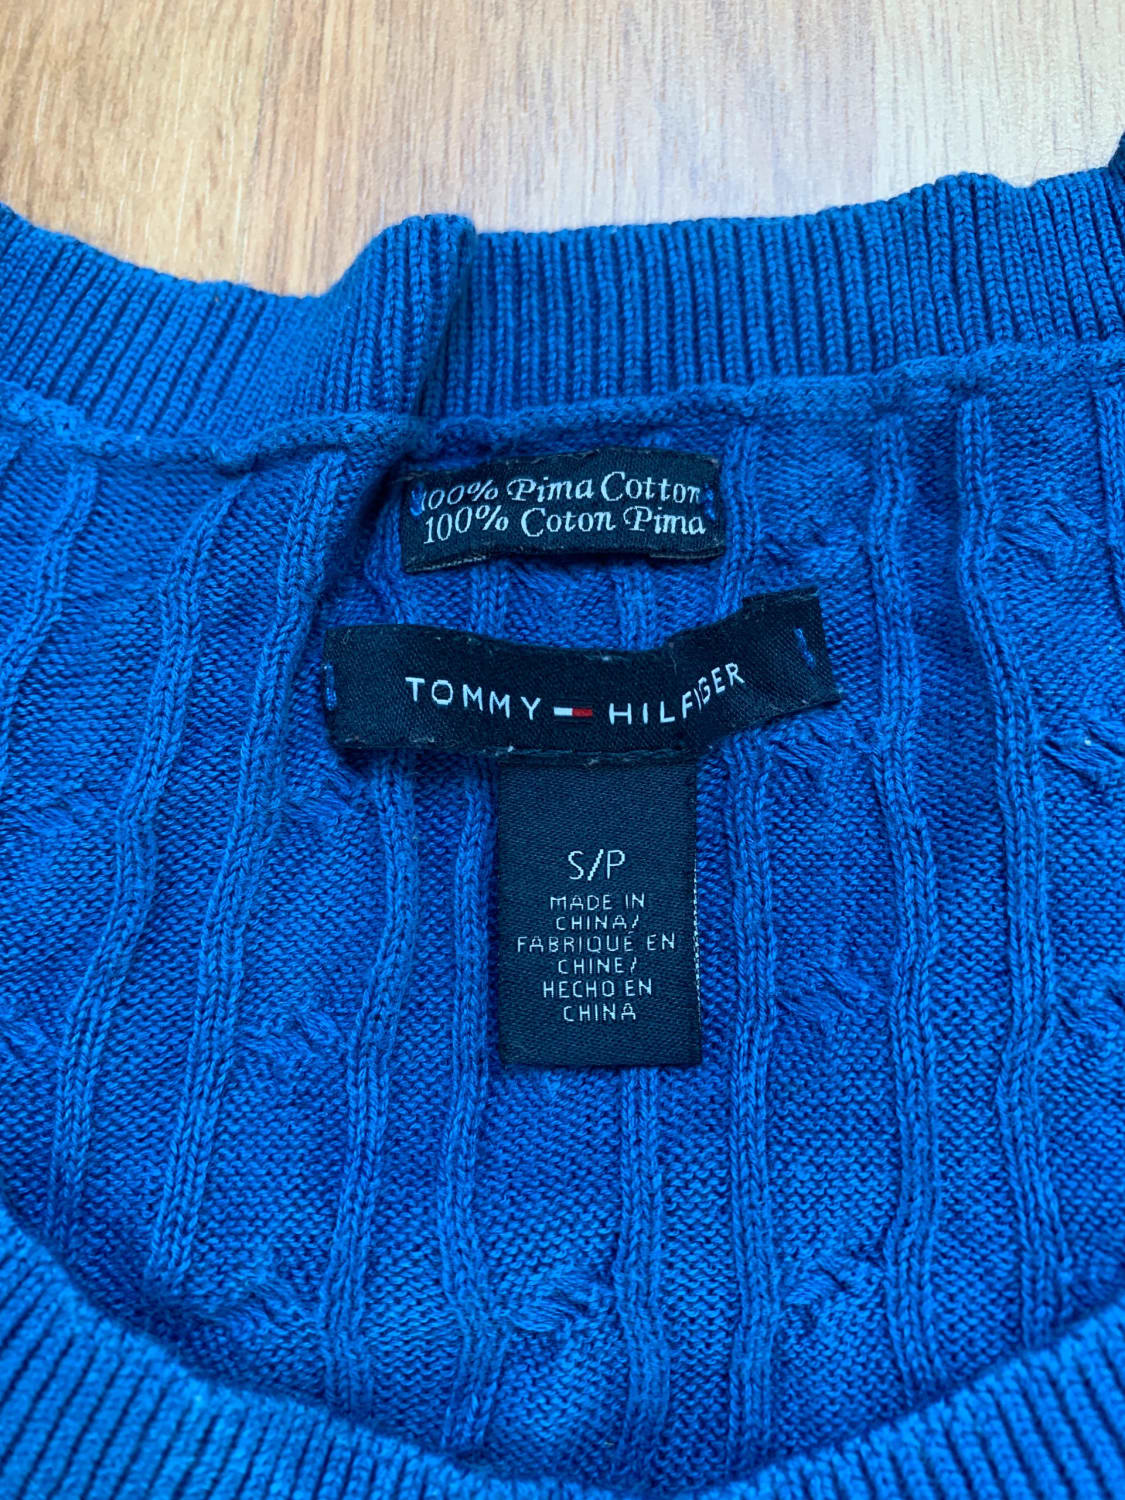 100% Pima Cotton
100% Coton Pima
TOMMY HILFIGER
S/P
MADE IN
CHINA/
FABRIQUÉ EN
CHINE/
HECHO EN
CHINA